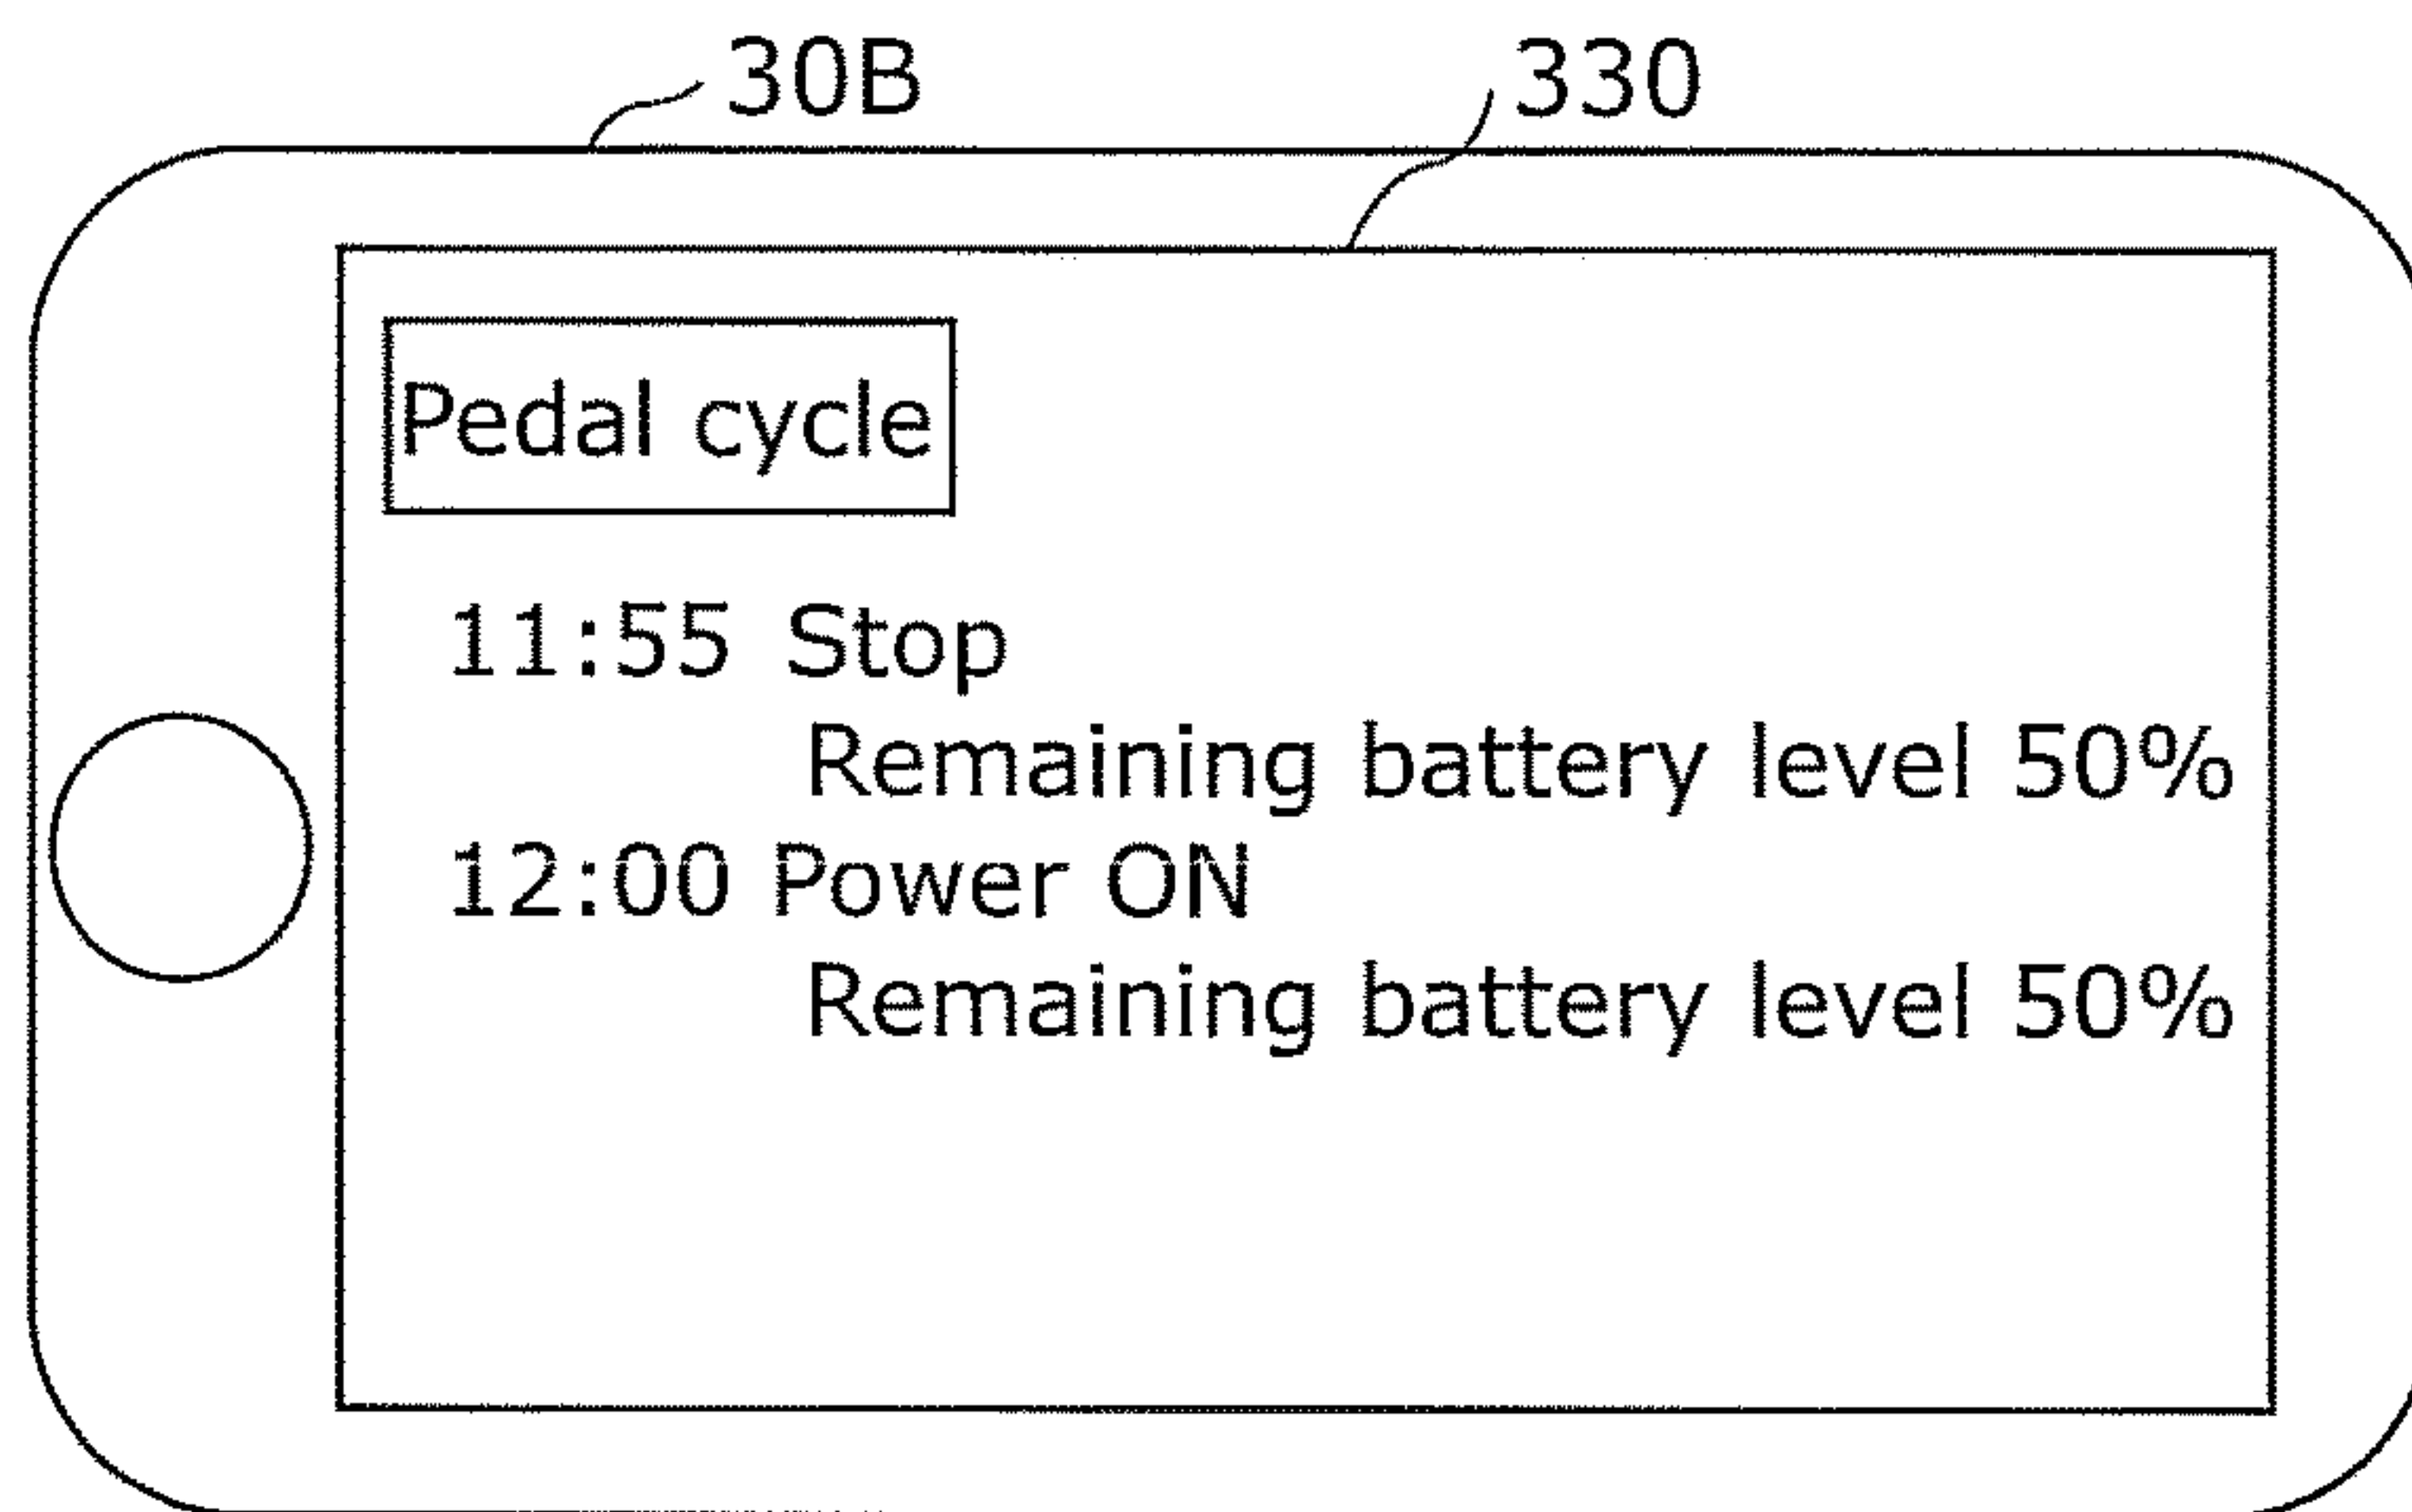 30B 330
Pedal cycle
11:55 Stop
Remaining battery level 50%
12:00 Power ON
Remaining battery level 50%